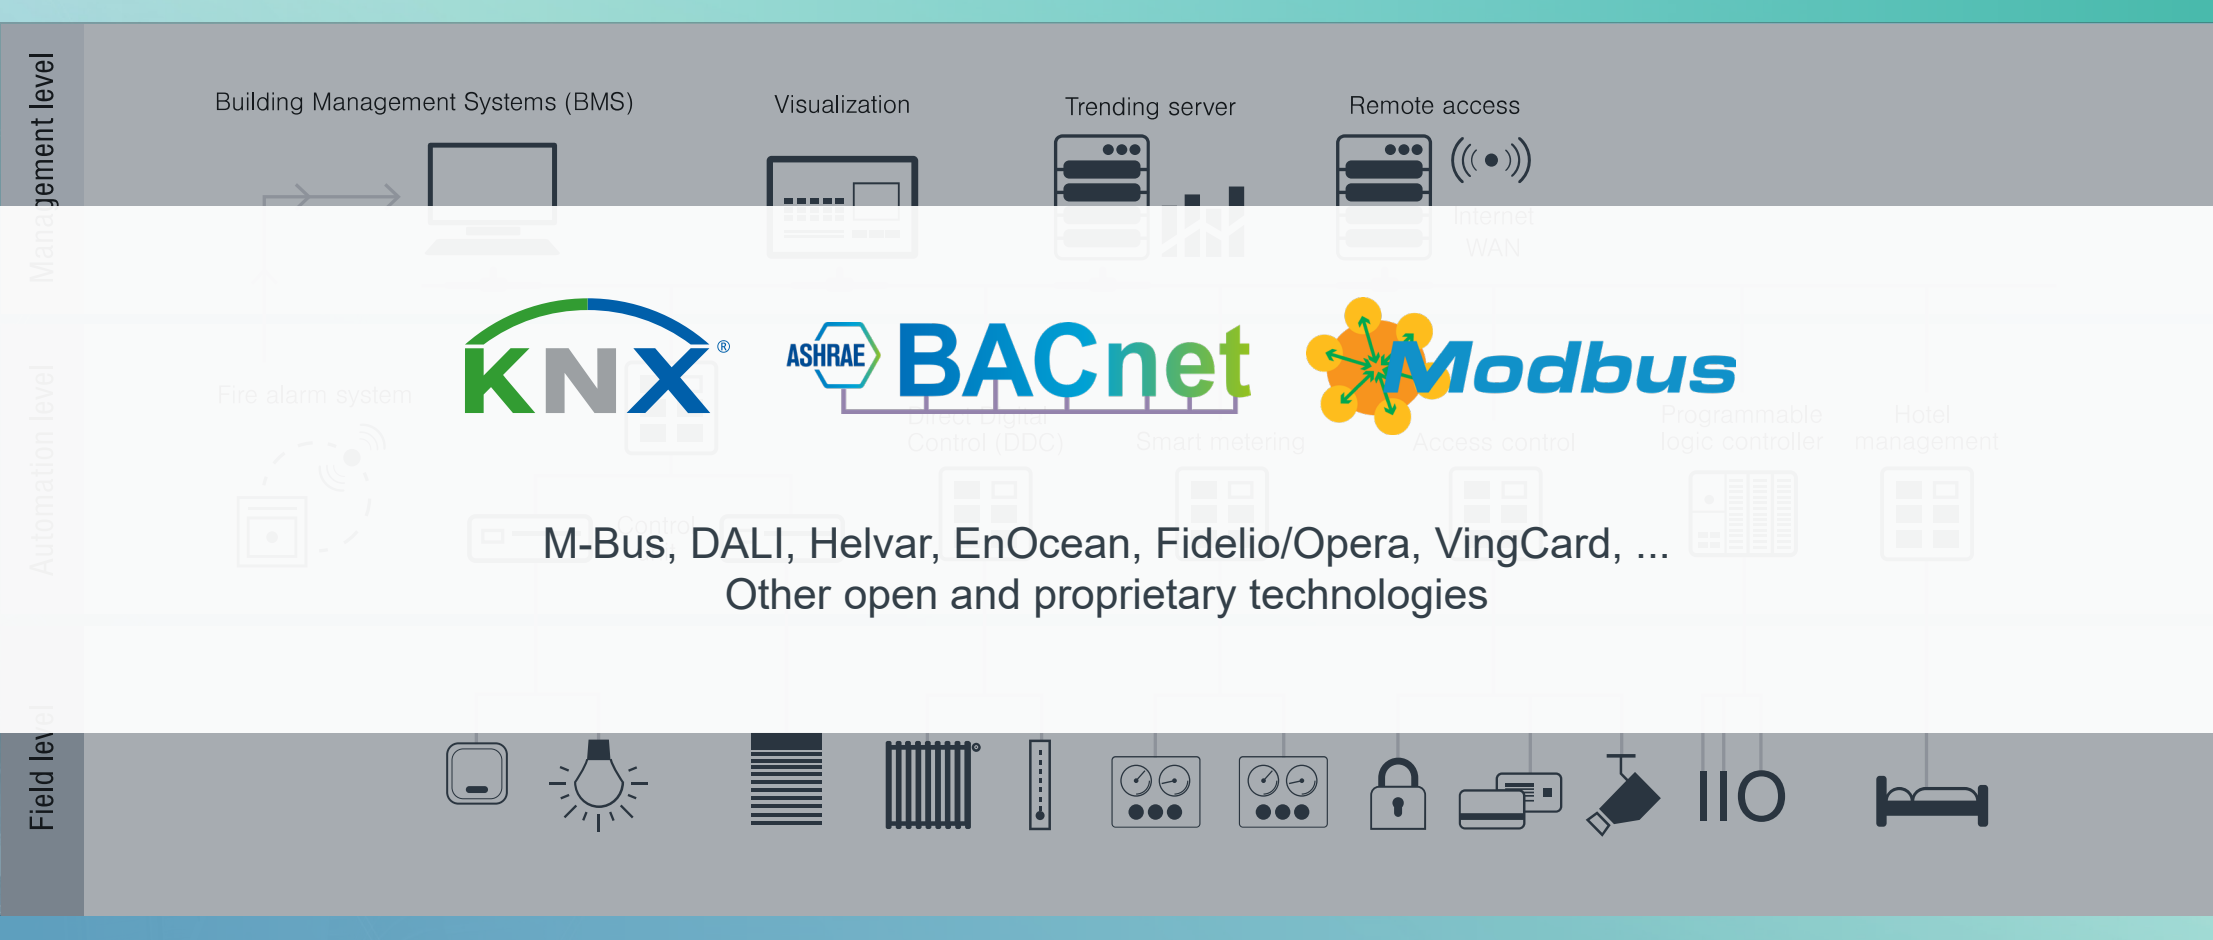 Management level
Building Management Systems (BMS)
Visualization
Trending server
Remote access
Internet
WAN
KNX®
ASHRAE BACnet
Modbus
Automation level
Fire alarm system
Direct Digital
Control (DDC)
Smart metering
Access control
Programmable
logic controller
Hotel
management
Control
M-Bus, DALI, Helvar, EnOcean, Fidelio/Opera, VingCard, ...
Other open and proprietary technologies
Field level
IIO